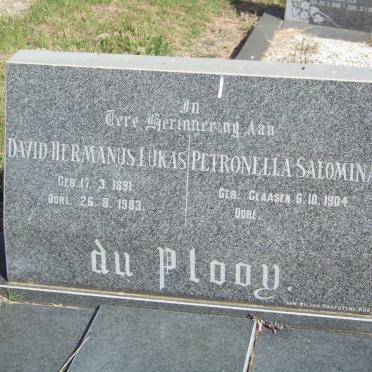 In
Tere Herinnering Aan
DAVID HERMANUS LUKAS
GEB. 17. 3. 1891.
OORL. 26. 8. 1983.
PETRONELLA SALOMINA
GEB. CLAASEN 6. 10. 1904
OORL.
du Plooy.